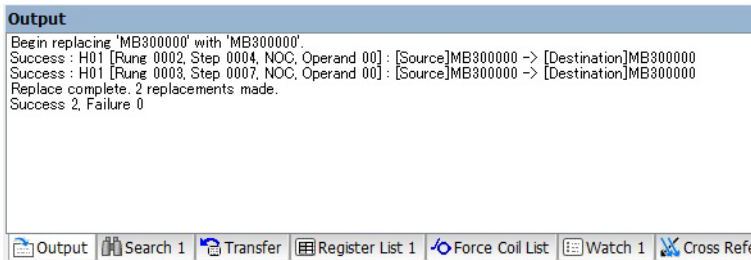 Output
Begin replacing 'MB300000' with 'MB300000'.
Success : H01 [Rung 0002, Step 0004, NOC, Operand 00] : [Source]MB300000 -> [Destination]MB300000
Success : H01 [Rung 0003, Step 0007, NOC, Operand 00] : [Source]MB300000 -> [Destination]MB300000
Replace complete. 2 replacements made.
Success 2, Failure 0
Output Search 1 Transfer Register List 1 Force Coil List Watch 1 Cross Refe